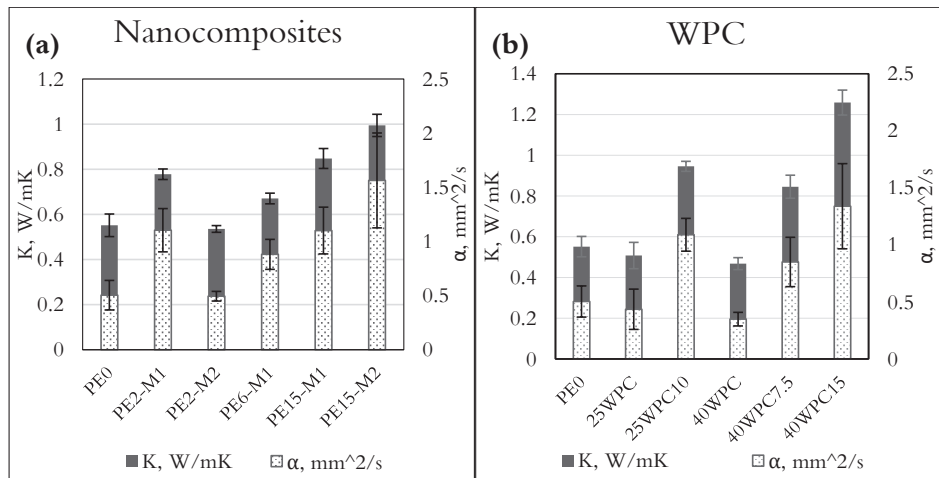 (a)
Nanocomposites
K, W/mK
1.2
1
0.8
0.6
0.4
0.2
0
2.5
2
1.5
1
0.5
0
α, mm^2/s
PE0
PE2-M1
PE2-M2
PE6-M1
PE15-M1
PE15-M2
K, W/mK
α, mm^2/s
(b)
WPC
K, W/mK
1.4
1.2
1
0.8
0.6
0.4
0.2
0
2.5
2
1.5
1
0.5
0
α, mm^2/s
PE0
25WPC
25WPC10
40WPC
40WPC7.5
40WPC15
K, W/mK
α, mm^2/s